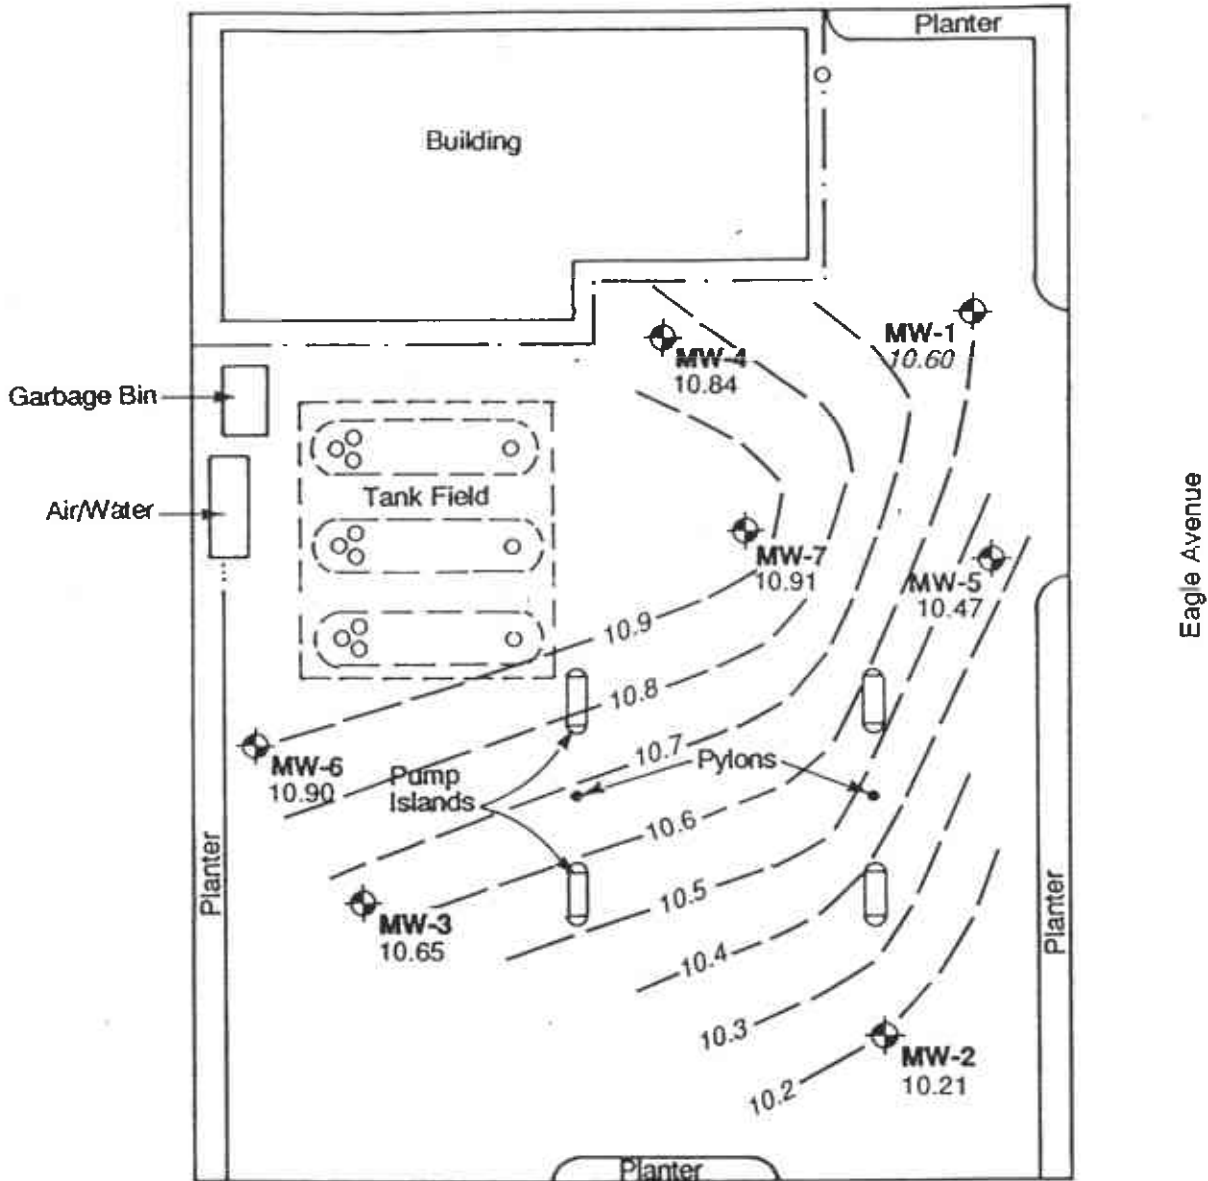 Planter
Building
MW-1
10.60
MW-4
10.84
Garbage Bin
Tank Field
Air/Water
MW-7
10.91
MW-5
10.47
Eagle Avenue
10.9
10.8
10.7
Pylons
MW-6
10.90
Pump
Islands
10.6
Planter
10.5
Planter
MW-3
10.65
10.4
10.3
MW-2
10.21
10.2
Planter